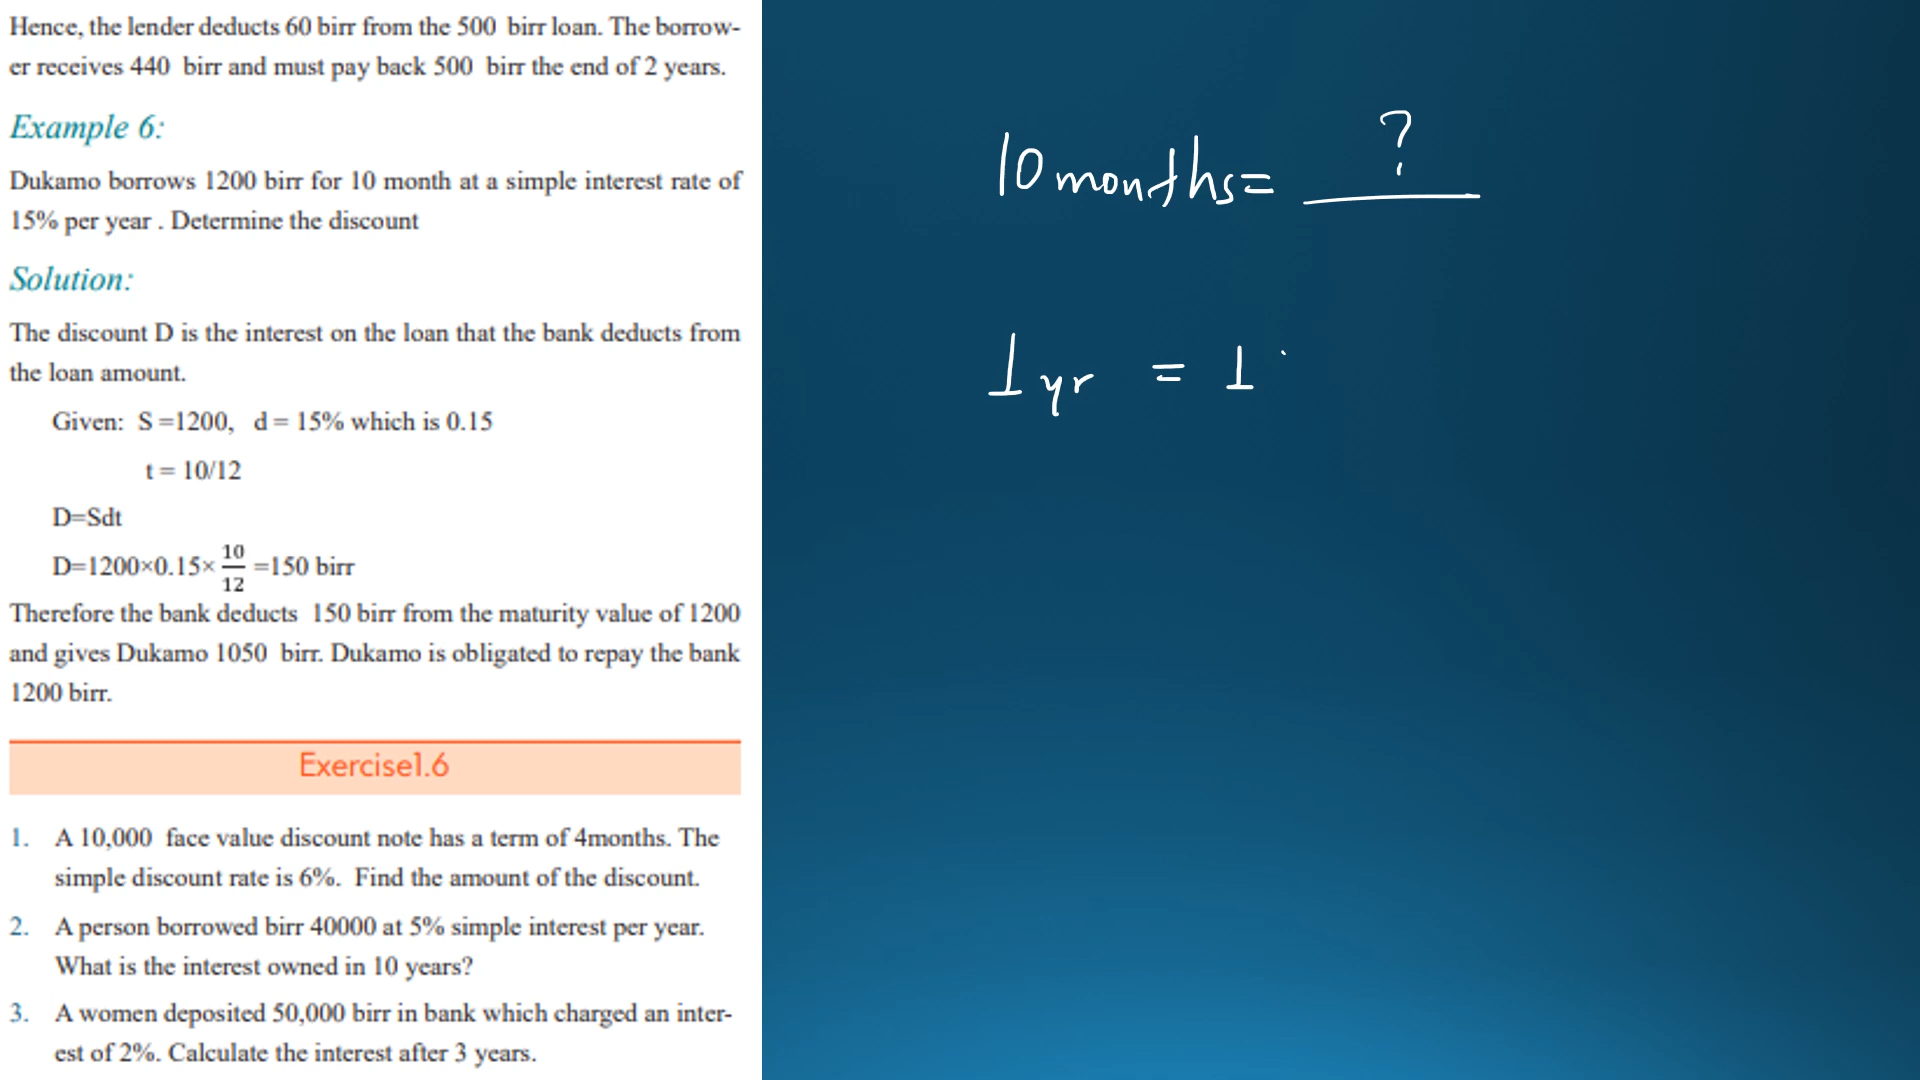 Hence, the lender deducts 60 birr from the 500 birr loan. The borrow-
er receives 440 birr and must pay back 500 birr the end of 2 years.
Example 6:
Dukamo borrows 1200 birr for 10 month at a simple interest rate of
15% per year . Determine the discount
Solution:
The discount D is the interest on the loan that the bank deducts from
the loan amount.
Given: S =1200, d = 15% which is 0.15
t = 10/12
D=Sdt
D=1200×0.15× 10/12 =150 birr
Therefore the bank deducts 150 birr from the maturity value of 1200
and gives Dukamo 1050 birr. Dukamo is obligated to repay the bank
1200 birr.
Exercise1.6
1. A 10,000 face value discount note has a term of 4months. The
simple discount rate is 6%. Find the amount of the discount.
2. A person borrowed birr 40000 at 5% simple interest per year.
What is the interest owned in 10 years?
3. A women deposited 50,000 birr in bank which charged an inter-
est of 2%. Calculate the interest after 3 years.
10 months = ?
1 yr = 1